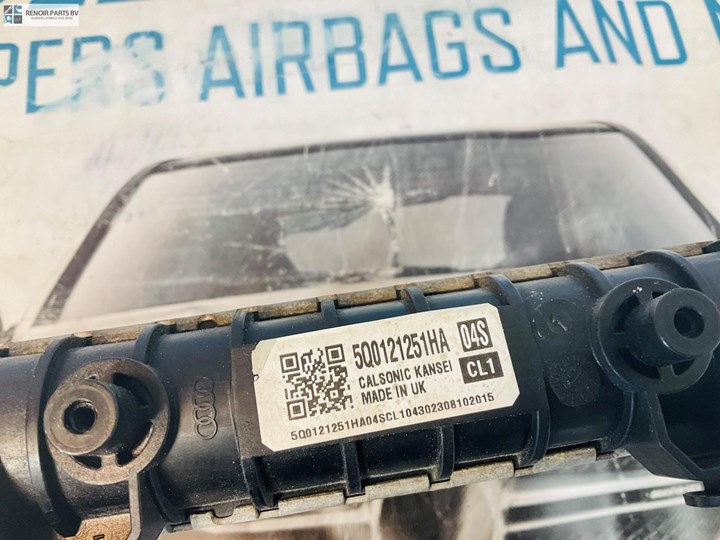 RENOIR PARTS BV
PERS AIRBAGS AND
5Q0121251HA 04S
CALSONIC KANSEI CL1
MADE IN UK
5Q0121251HA04SCL104302308102015